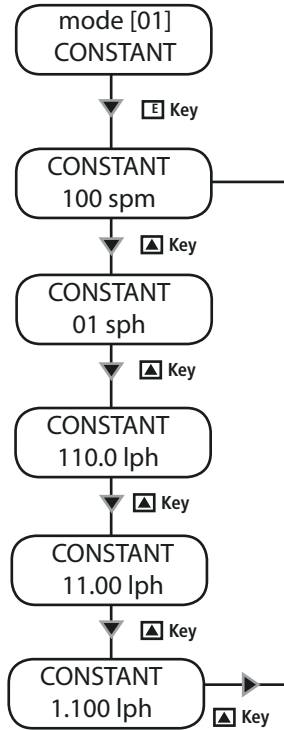 mode [01]
CONSTANT
E Key
CONSTANT
100 spm
Key
CONSTANT
01 sph
Key
CONSTANT
110.0 lph
Key
CONSTANT
11.00 lph
Key
CONSTANT
1.100 lph
Key